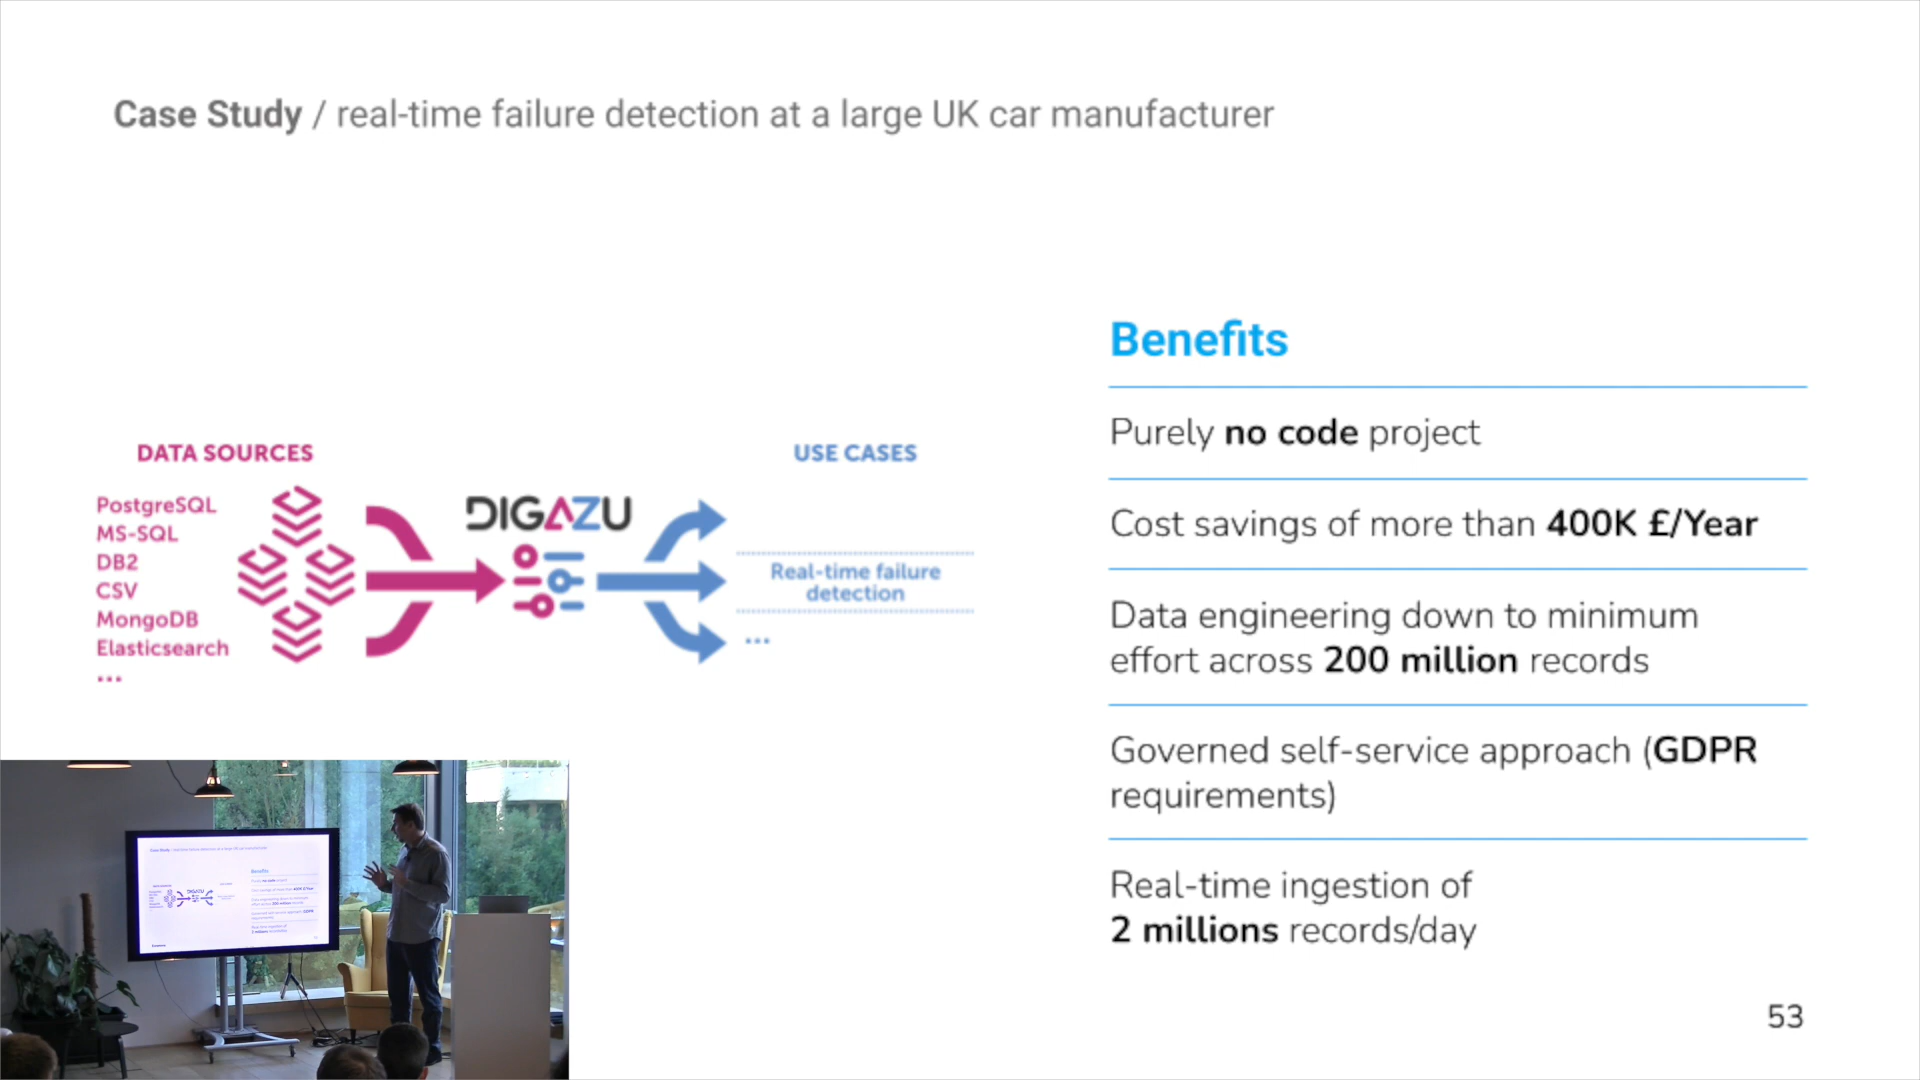 Case Study / real-time failure detection at a large UK car manufacturer
DATA SOURCES
PostgreSQL
MS-SQL
DB2
CSV
MongoDB
Elasticsearch
...
DIGAZU
USE CASES
Real-time failure
detection
...
Benefits
Purely no code project
Cost savings of more than 400K £/Year
Data engineering down to minimum
effort across 200 million records
Governed self-service approach (GDPR
requirements)
Real-time ingestion of
2 millions records/day
53